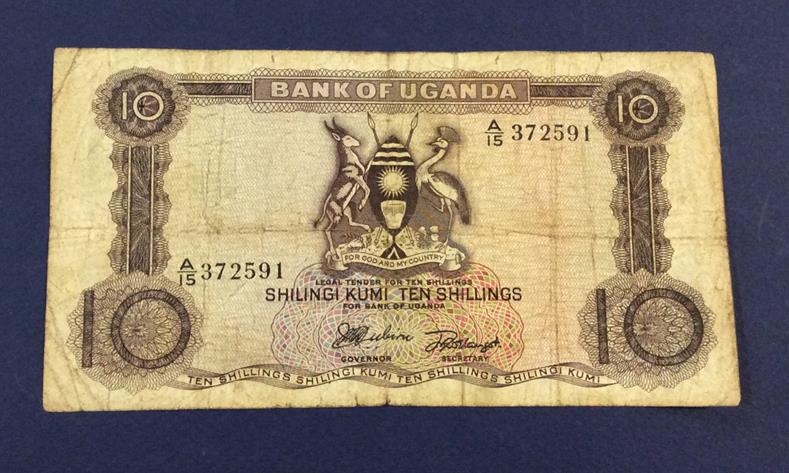 BANK OF UGANDA
10
10
A/15 372591
FOR GOD AND MY COUNTRY
A/15 372591
LEGAL TENDER FOR TEN SHILLINGS
SHILINGI KUMI TEN SHILLINGS
FOR BANK OF UGANDA
GOVERNOR SECRETARY
10
10
TEN SHILLINGS SHILINGI KUMI TEN SHILLINGS SHILINGI KUMI